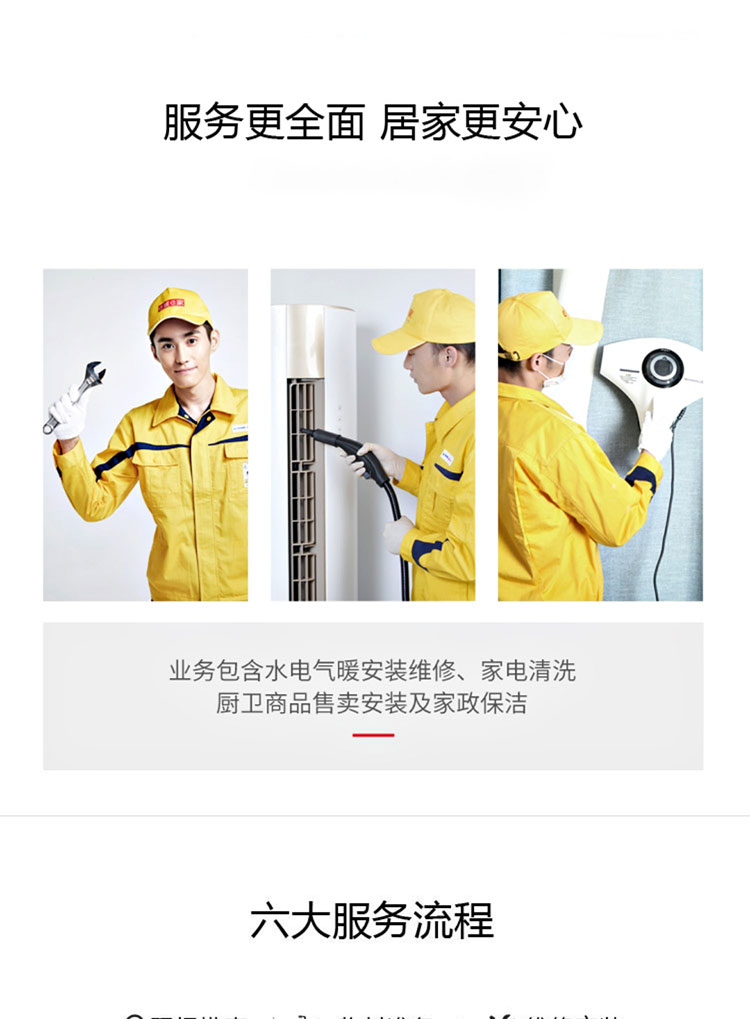 服务更全面 居家更安心
业务包含水电气暖安装维修、家电清洗
厨卫商品售卖安装及家政保洁
六大服务流程